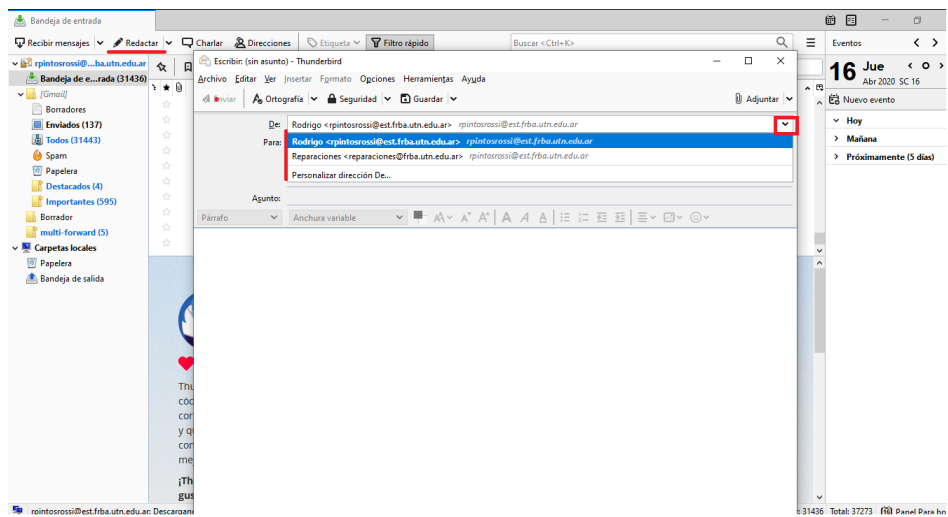 Bandeja de entrada
Recibir mensajes Redactar Charlar Direcciones Etiqueta Filtro rápido Buscar <Ctrl+K> Eventos
rpintosrossi@...ba.utn.edu.ar
Bandeja de e...rada (31436)
[Gmail]
Borradores
Enviados (137)
Todos (31443)
Spam
Papelera
Destacados (4)
Importantes (595)
Borrador
multi-forward (5)
Carpetas locales
Papelera
Bandeja de salida
Escribir: (sin asunto) - Thunderbird
Archivo Editar Ver Insertar Formato Opciones Herramientas Ayuda
Enviar Ortografía Seguridad Guardar Adjuntar
De: Rodrigo <rpintosrossi@est.frba.utn.edu.ar> rpintosrossi@est.frba.utn.edu.ar
Para: Rodrigo <rpintosrossi@est.frba.utn.edu.ar> rpintosrossi@est.frba.utn.edu.ar
Reparaciones <reparaciones@frba.utn.edu.ar> rpintosrossi@est.frba.utn.edu.ar
Personalizar dirección De...
Asunto:
Párrafo Anchura variable
16 Jue
Abr 2020 SC 16
Nuevo evento
Hoy
Mañana
Próximamente (5 días)
Thu
cód
cor
y q
con
mej
¡Th
gus
rpintosrossi@est.frba.utn.edu.ar: Descargan
31436 Total: 37273 Panel Para ho